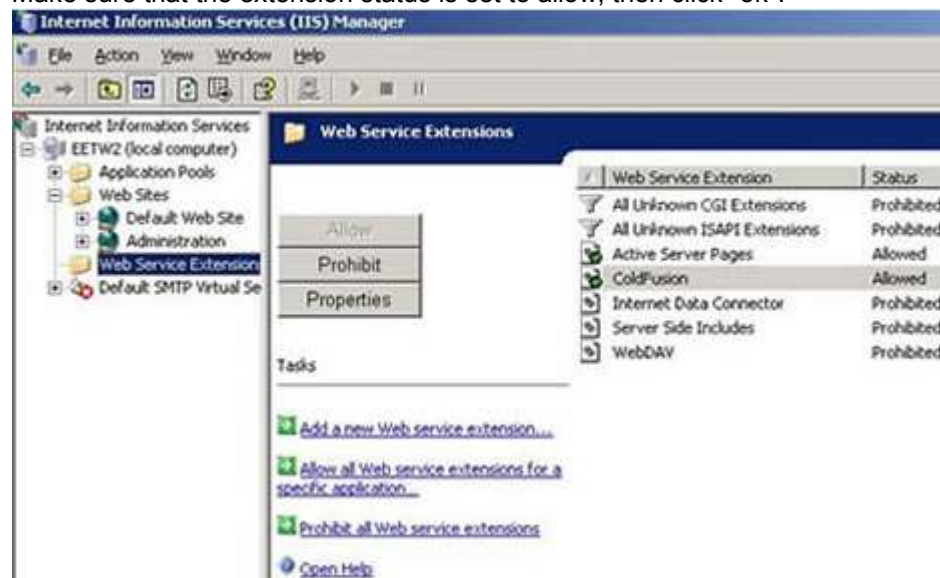 Make sure that the extension status is set to allow, then click "ok".
Internet Information Services (IIS) Manager
File Action View Window Help
Internet Information Services
EETW2 (local computer)
Application Pools
Web Sites
Default Web Site
Administration
Web Service Extension
Default SMTP Virtual Se
Web Service Extensions
Allow
Prohibit
Properties
Tasks
Add a new Web service extension...
Allow all Web service extensions for a
specific application...
Prohibit all Web service extensions
Open Help
Web Service Extension Status
All Unknown CGI Extensions Prohibited
All Unknown ISAPI Extensions Prohibited
Active Server Pages Allowed
ColdFusion Allowed
Internet Data Connector Prohibited
Server Side Includes Prohibited
WebDAV Prohibited